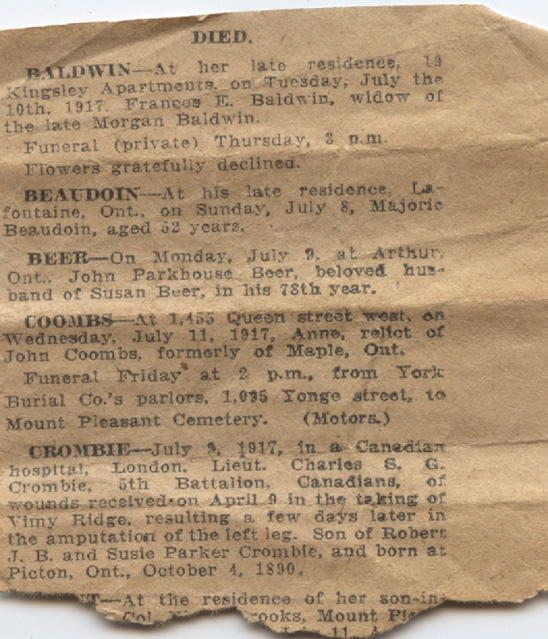 DIED.
BALDWIN—At her late residence, 19
Kingsley Apartments, on Tuesday, July the
10th, 1917, Frances E. Baldwin, widow of
the late Morgan Baldwin.
Funeral (private) Thursday, 3 p.m.
Flowers gratefully declined.
BEAUDOIN—At his late residence, La-
fontaine, Ont., on Sunday, July 8, Majoric
Beaudoin, aged 52 years.
BEER—On Monday, July 9, at Arthur,
Ont., John Parkhouse Beer, beloved hus-
band of Susan Beer, in his 78th year.
COOMBS—At 1,455 Queen street west, on
Wednesday, July 11, 1917, Anne, relict of
John Coombs, formerly of Maple, Ont.
Funeral Friday at 2 p.m., from York
Burial Co.'s parlors, Yonge street, to
Mount Pleasant Cemetery. (Motors.)
CROMBIE—July 9, 1917, in a Canadian
hospital, London, Lieut. Charles S. G.
Crombie, 5th Battalion, Canadians, of
wounds received on April 9 in the taking of
Vimy Ridge, resulting a few days later in
the amputation of the left leg. Son of Robert
J. B. and Susie Parker Crombie, and born at
Picton, Ont., October 4, 1890.
—At the residence of her son-in-
Col. Mount
11,